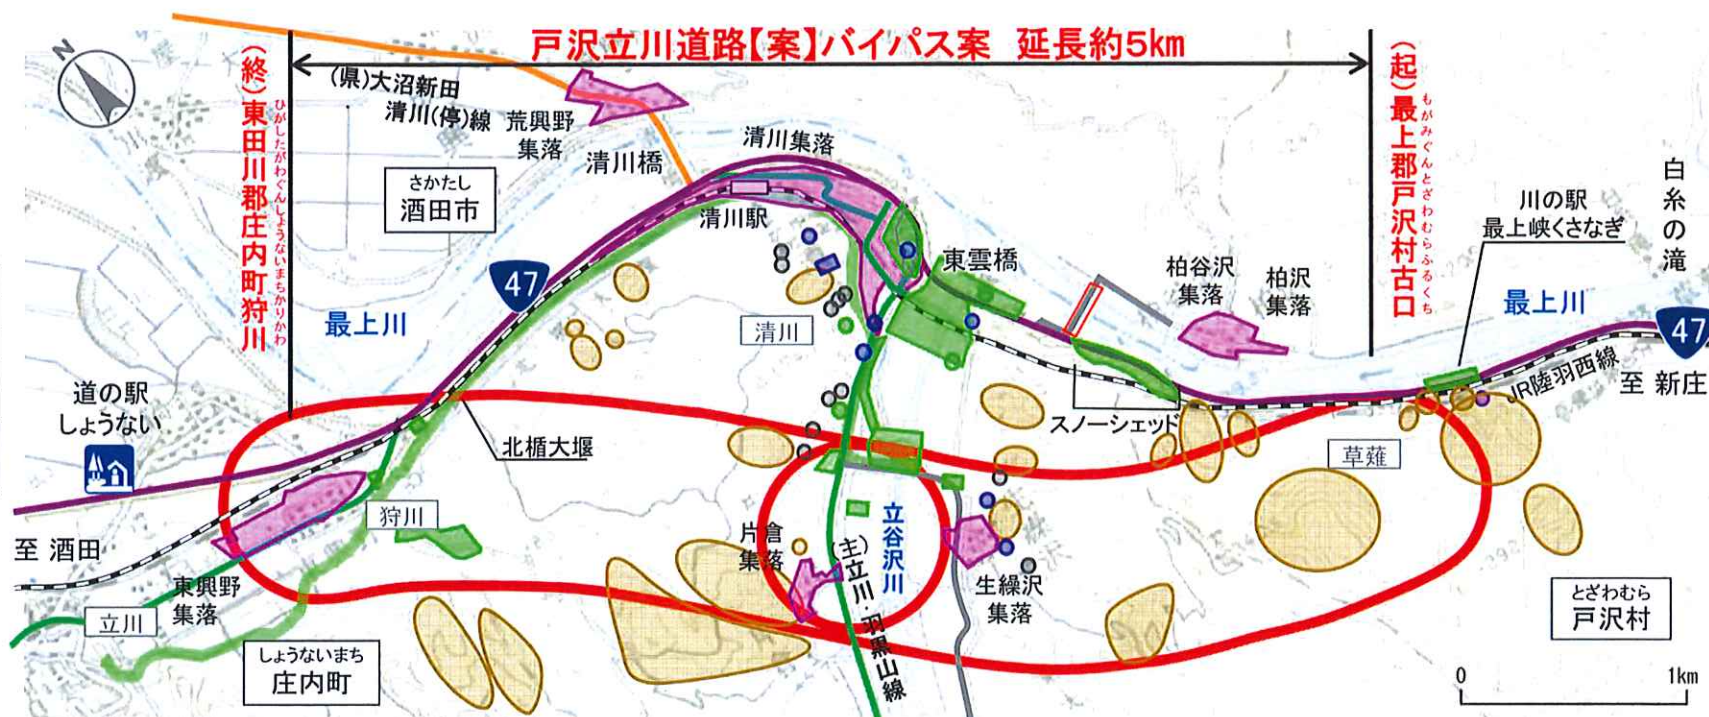 戸沢立川道路【案】バイパス案 延長約5km
N
(終)東田川郡庄内町狩川
ひがしたがわぐんしょうないまちかりかわ
(起)最上郡戸沢村古口
もがみぐんとざわむらふるくち
(県)大沼新田
清川(停)線
荒興野
集落
清川橋
清川集落
さかたし
酒田市
清川駅
47
最上川
東雲橋
清川
柏谷沢
集落
柏沢
集落
川の駅
最上峡くさなぎ
白糸の滝
最上川
47
JR陸羽西線
至 新庄
道の駅
しょうない
北楯大堰
スノーシェッド
草薙
狩川
至 酒田
東興野
集落
立川
片倉
集落
(主)立川・羽黒山線
立谷沢川
生繰沢
集落
しょうないまち
庄内町
とざわむら
戸沢村
0
1km